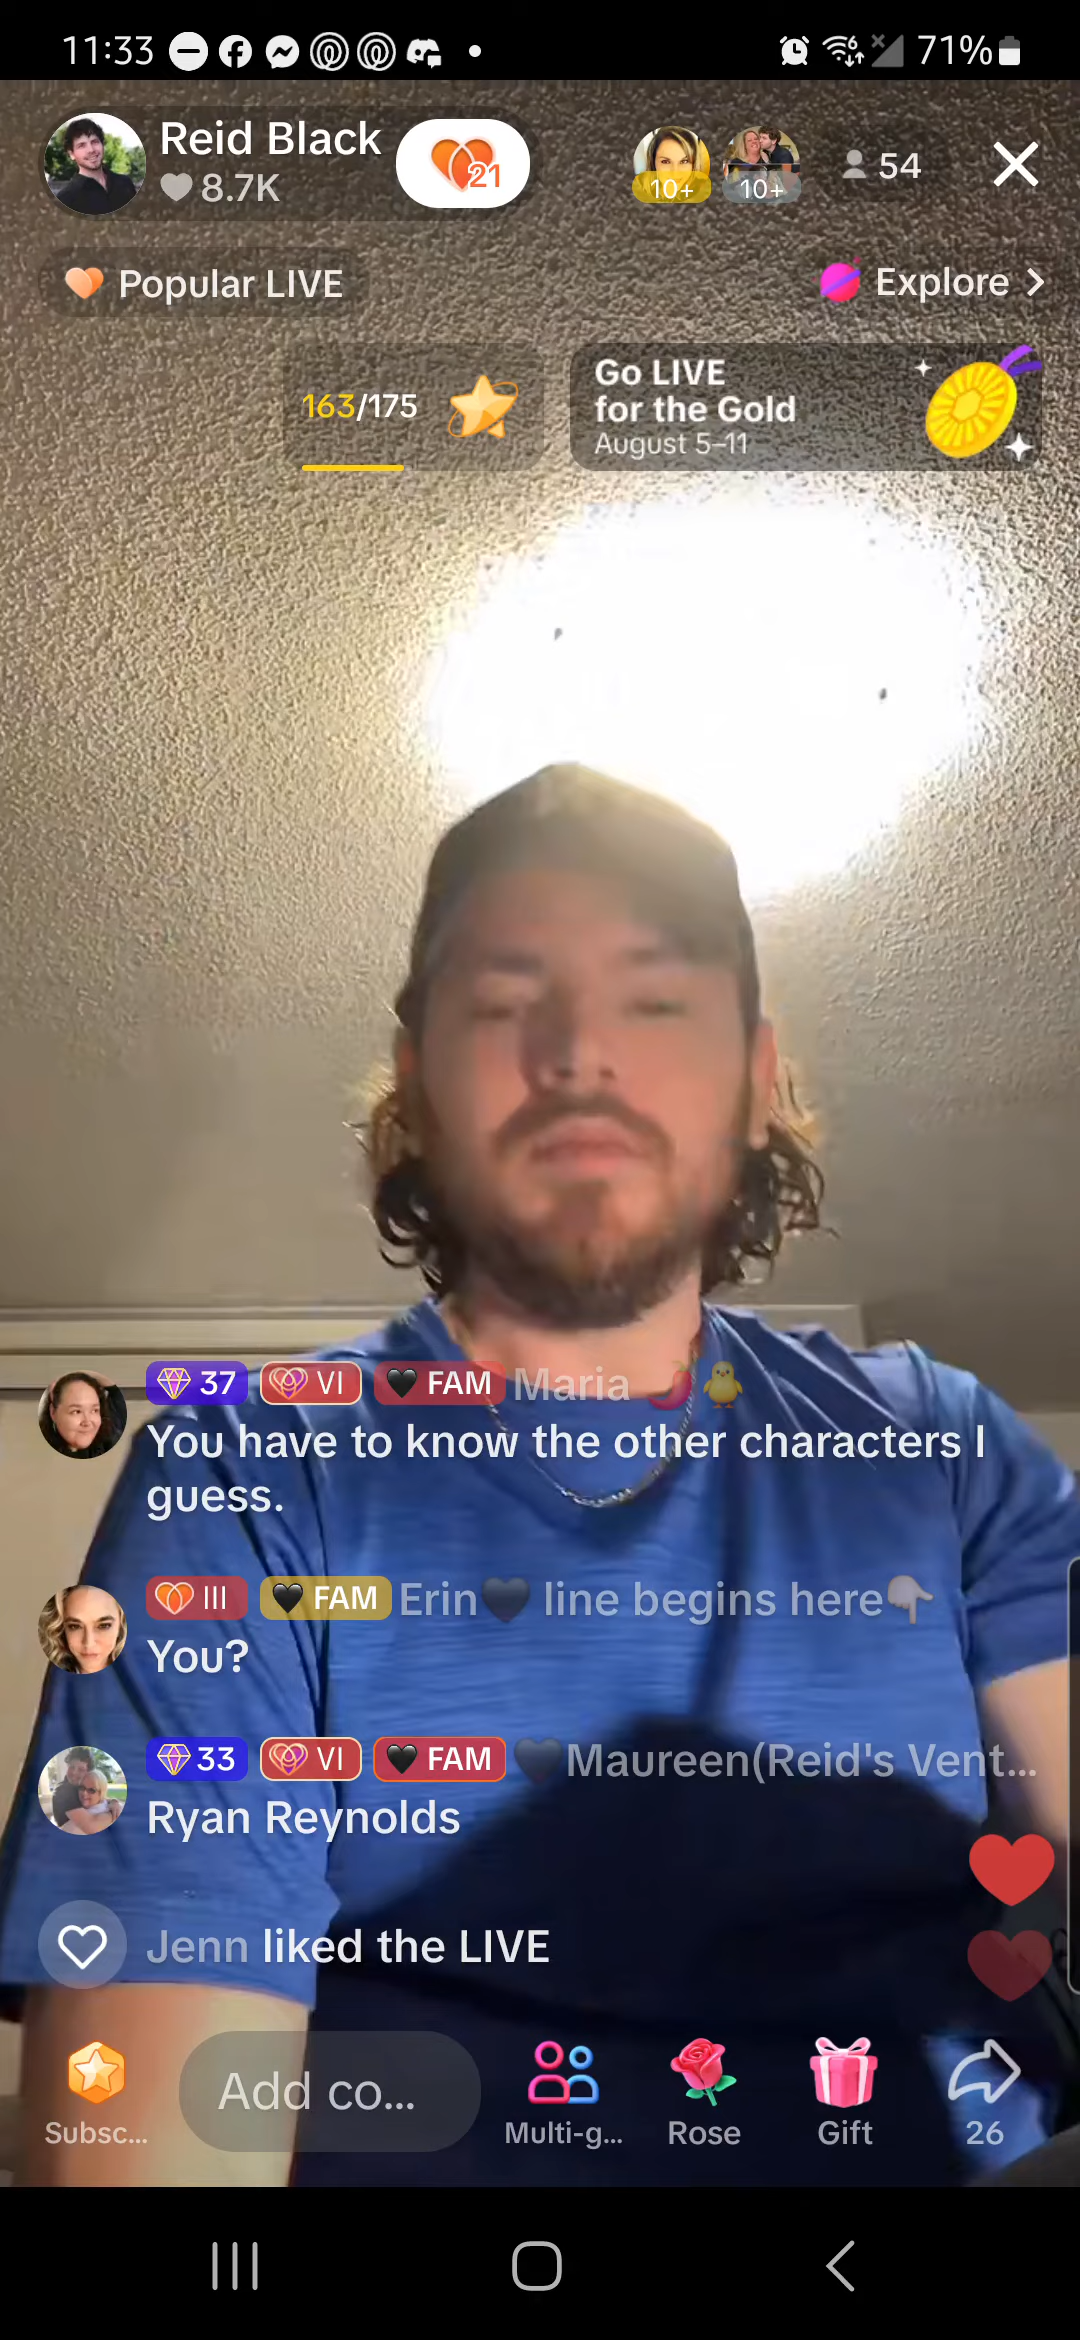 11:33
71%
Reid Black
8.7K
21
10+
10+
54
Popular LIVE
Explore
163/175
Go LIVE
for the Gold
August 5–11
37 VI FAM Maria
You have to know the other characters I
guess.
III FAM Erin🖤 line begins here👇
You?
33 VI FAM 🖤Maureen(Reid's Vent...
Ryan Reynolds
Jenn liked the LIVE
Add co...
Subsc...
Multi-g...
Rose
Gift
26